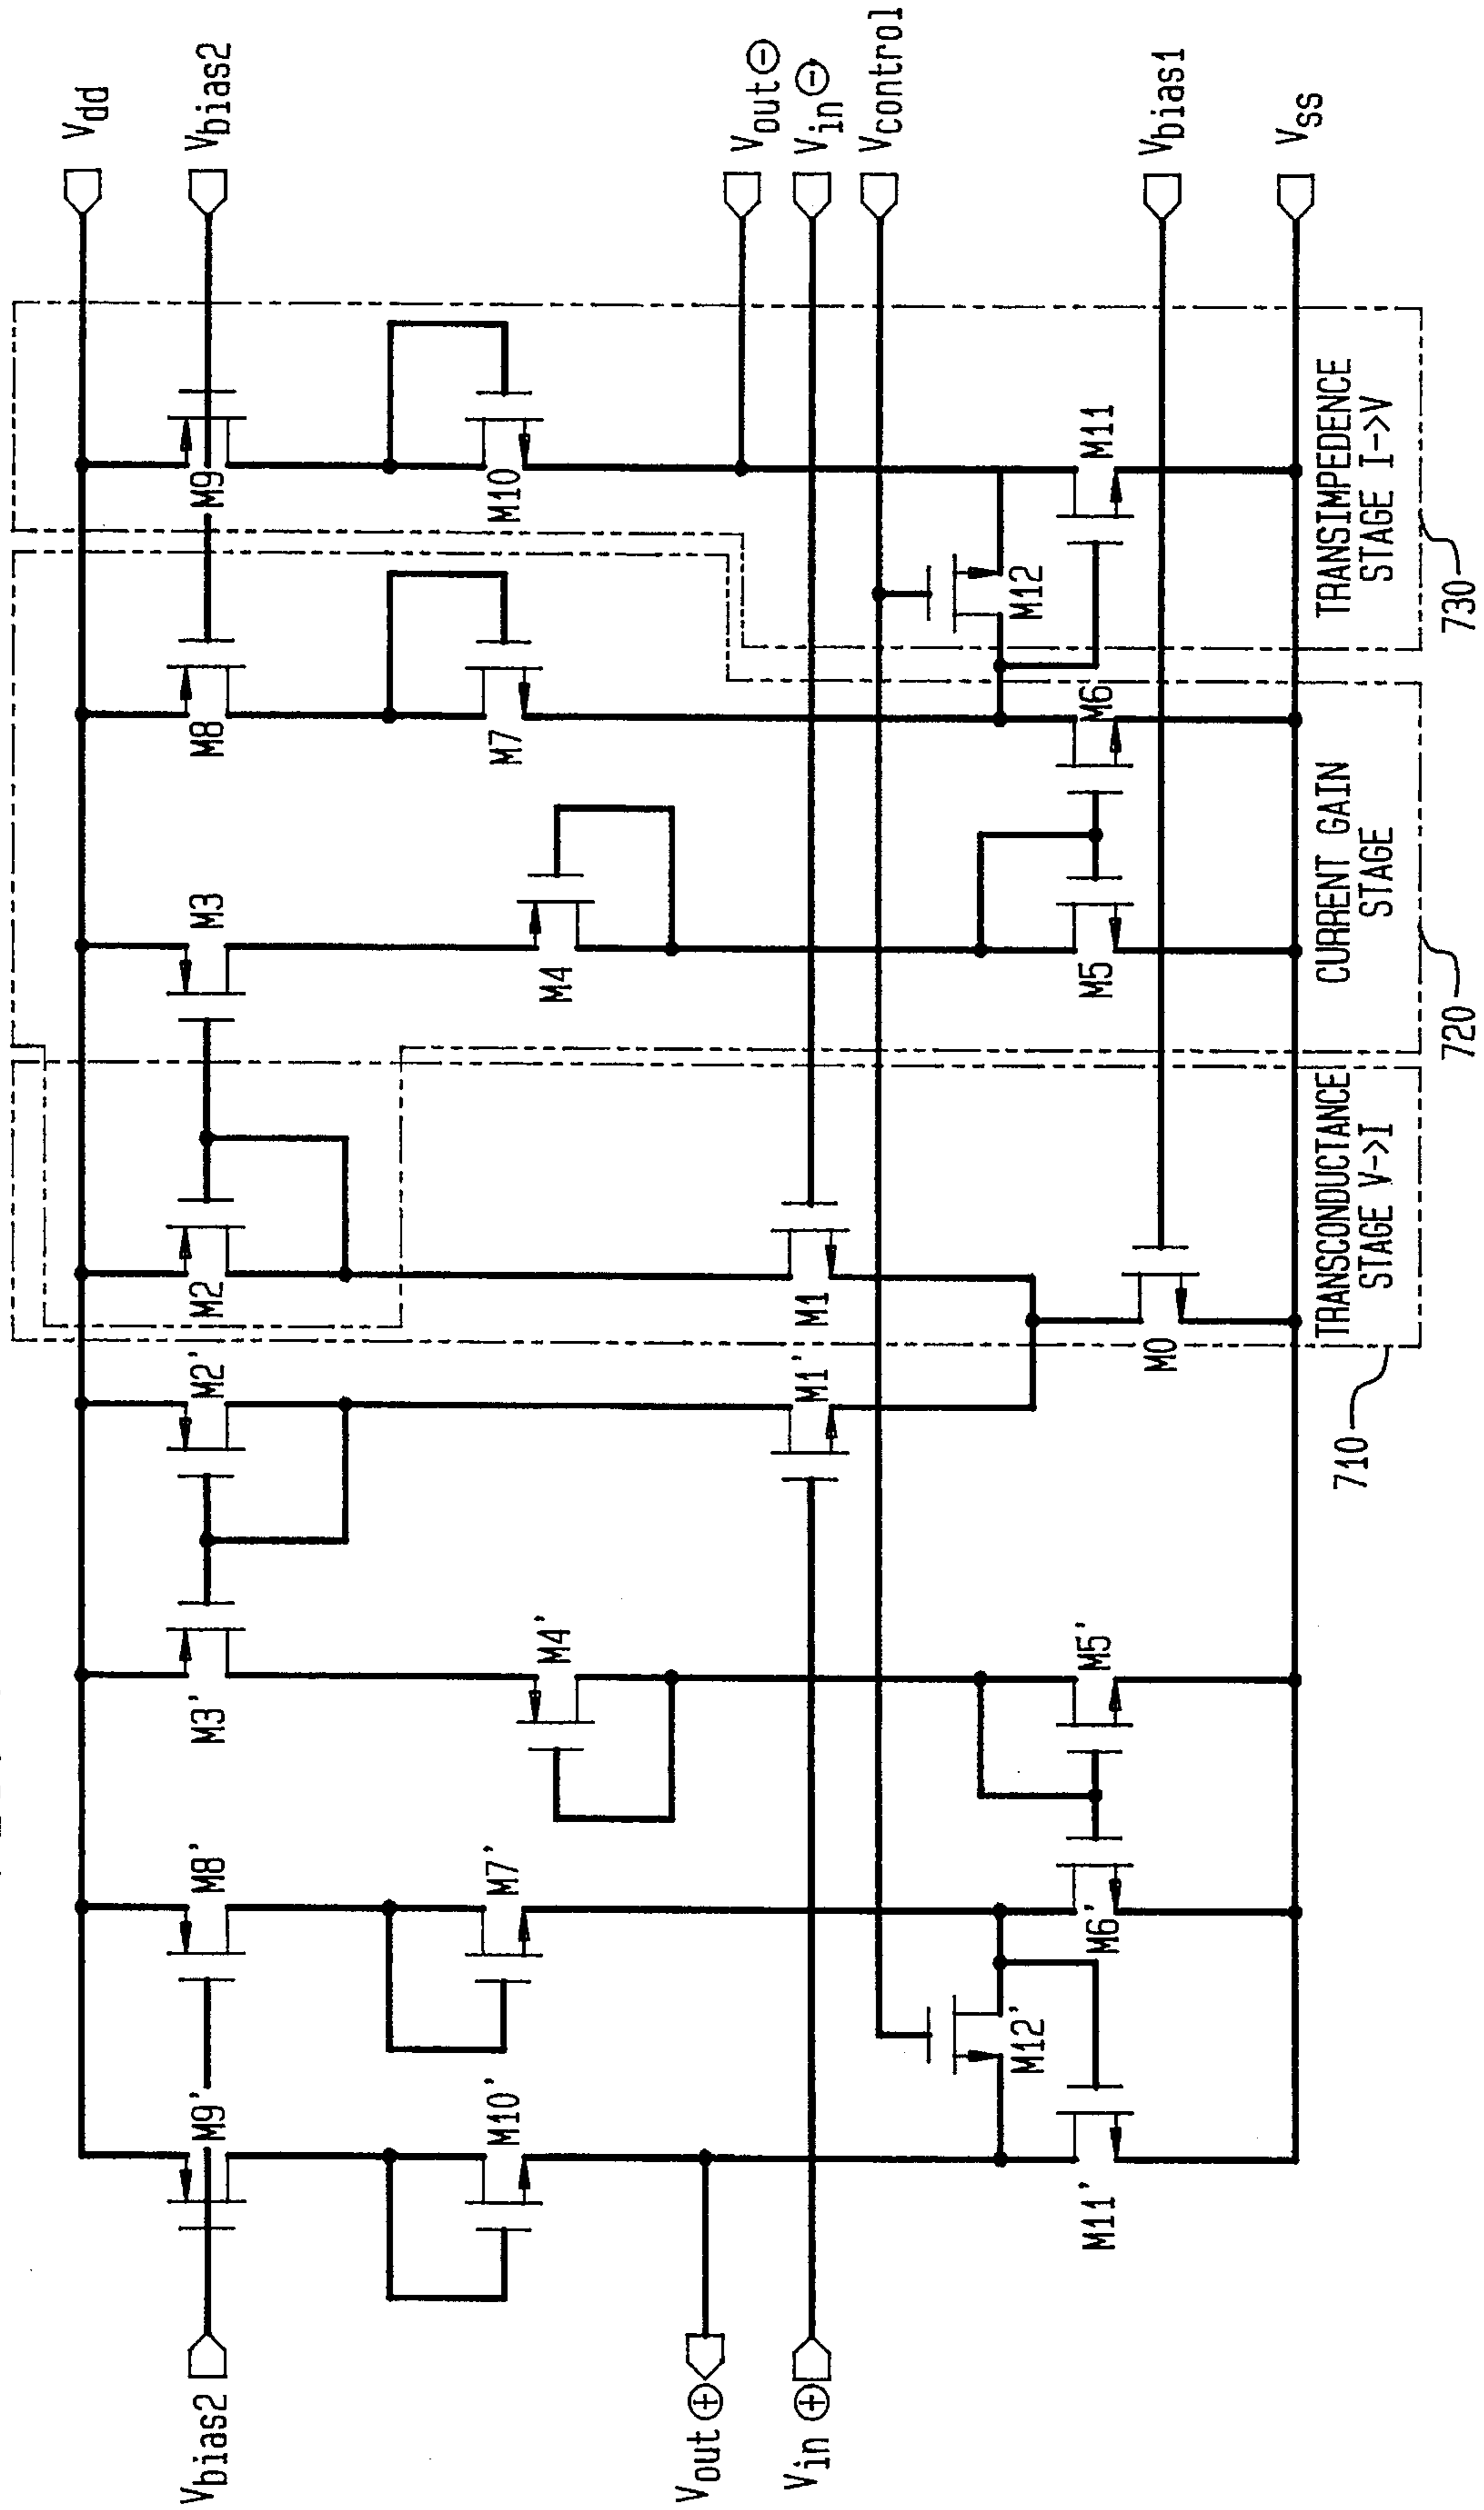 Vdd
Vbias2
Vout ⊖
Vin ⊖
Vcontrol
Vbias1
Vss
M9
M10
M11
M12
M8
M7
M6
M3
M4
M5
M2
M1
M0
M2'
M1'
M3'
M4'
M5'
M8'
M7'
M6'
M9'
M10'
M12'
M11'
Vbias2
Vout ⊕
Vin ⊕
TRANSIMPEDENCE
STAGE I->V
730
CURRENT GAIN
STAGE
720
TRANSCONDUCTANCE
STAGE V->I
710